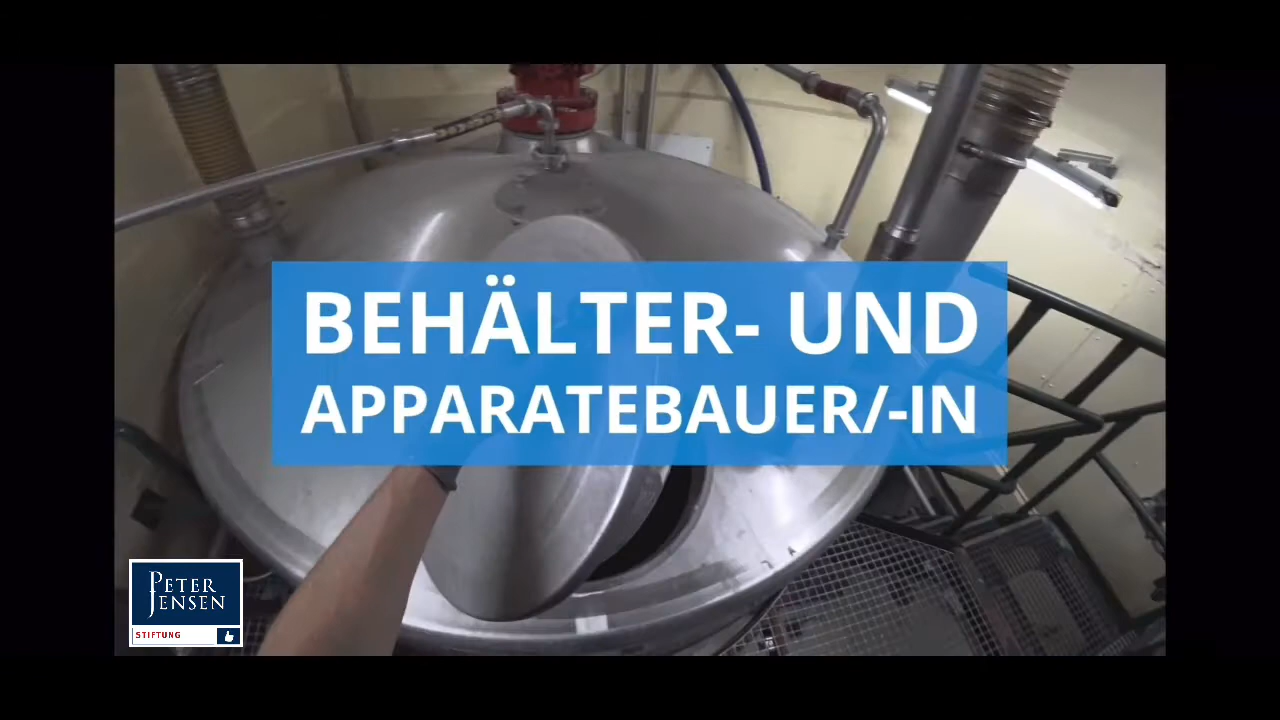 BEHÄLTER- UND
APPARATEBAUER/-IN
PETER
JENSEN
STIFTUNG